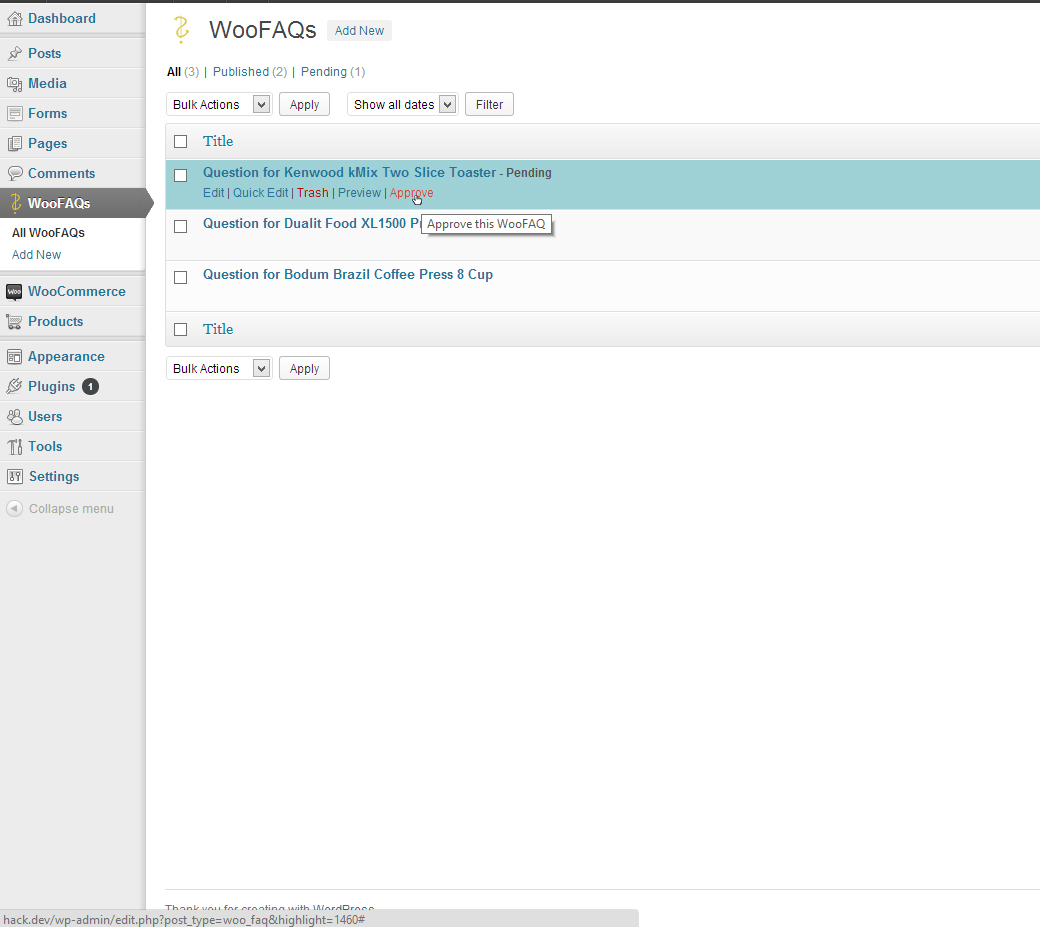 Dashboard
Posts
Media
Forms
Pages
Comments
WooFAQs
All WooFAQs
Add New
Woo WooCommerce
Products
Appearance
Plugins 1
Users
Tools
Settings
Collapse menu
WooFAQs Add New
All (3) | Published (2) | Pending (1)
Bulk Actions Apply Show all dates Filter
Title
Question for Kenwood kMix Two Slice Toaster - Pending
Edit | Quick Edit | Trash | Preview | Approve
Question for Dualit Food XL1500 Approve this WooFAQ
Question for Bodum Brazil Coffee Press 8 Cup
Title
Bulk Actions Apply
Thank you for creating with WordPress
hack.dev/wp-admin/edit.php?post_type=woo_faq&highlight=1460#